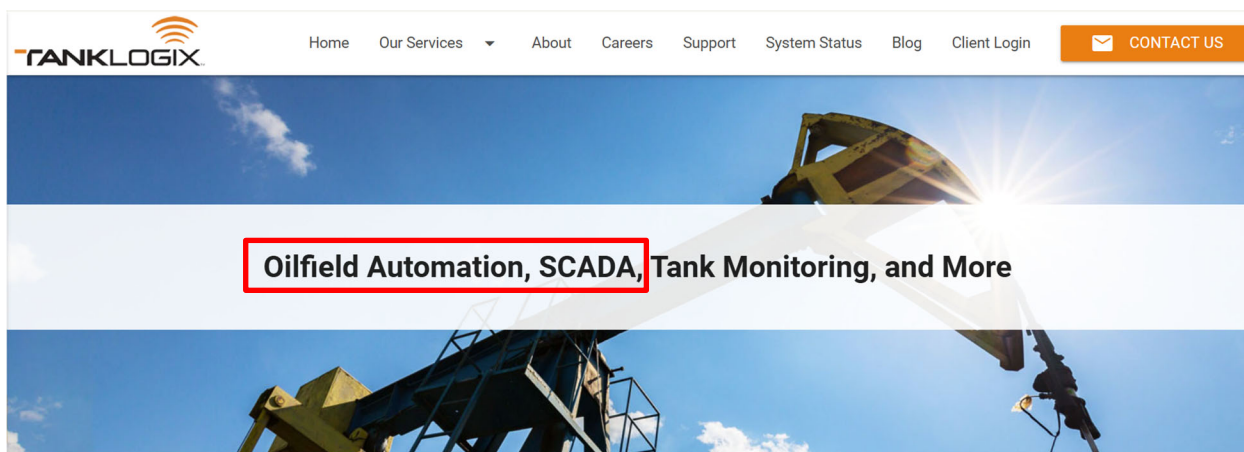 TANKLOGIX
Home Our Services About Careers Support System Status Blog Client Login CONTACT US
Oilfield Automation, SCADA, Tank Monitoring, and More